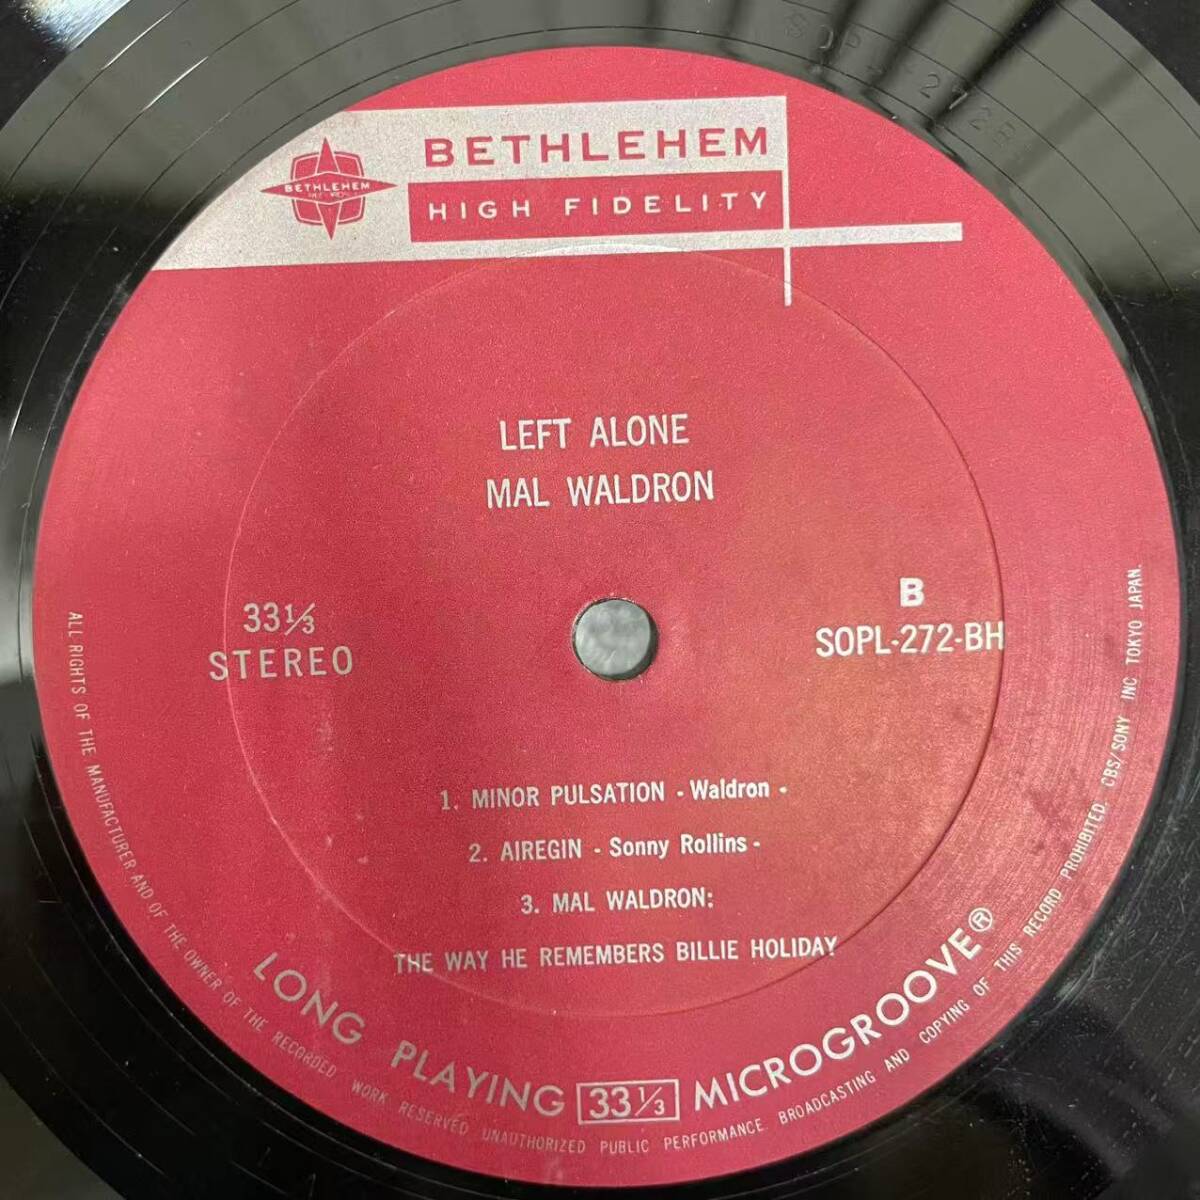 SOPL-272B
BETHLEHEM
BETHLEHEM
HIGH FIDELITY
LEFT ALONE
MAL WALDRON
33⅓
STEREO
B
SOPL-272-BH
1. MINOR PULSATION - Waldron -
2. AIREGIN - Sonny Rollins -
3. MAL WALDRON:
THE WAY HE REMEMBERS BILLIE HOLIDAY
LONG PLAYING 33⅓ MICROGROOVE®
ALL RIGHTS OF THE MANUFACTURER AND OF THE OWNER OF THE RECORDED WORK RESERVED UNAUTHORIZED PUBLIC PERFORMANCE BROADCASTING AND COPYING OF THIS RECORD PROHIBITED. CBS/SONY INC TOKYO JAPAN.